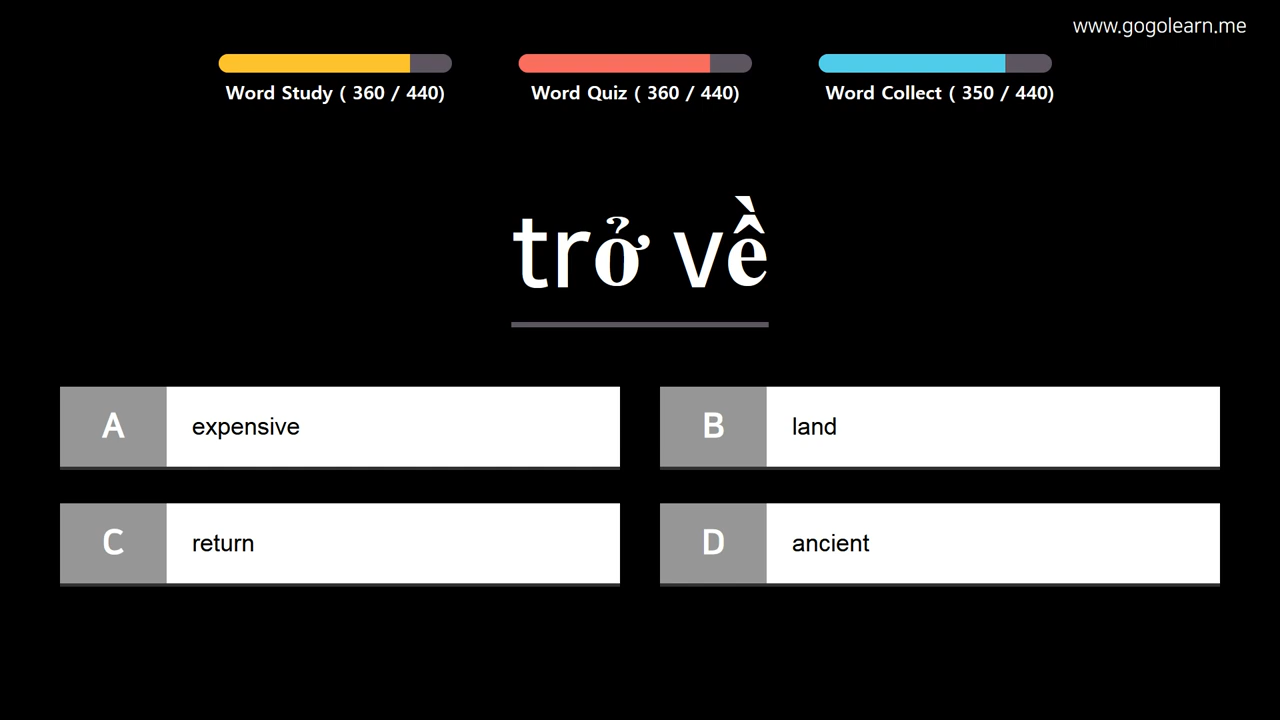 www.gogolearn.me
Word Study ( 360 / 440)
Word Quiz ( 360 / 440)
Word Collect ( 350 / 440)
trở về
A expensive
B land
C return
D ancient